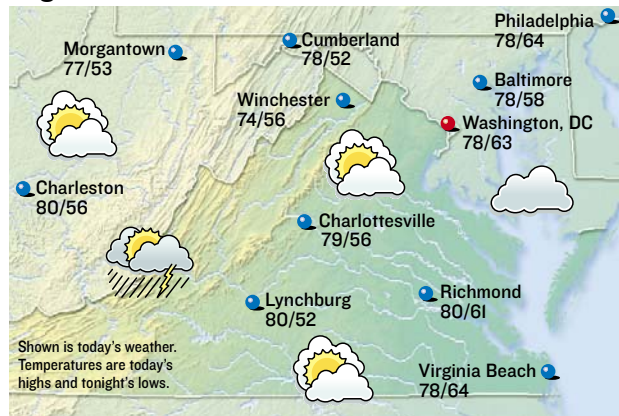 Philadelphia
78/64
Morgantown
77/53
Cumberland
78/52
Baltimore
78/58
Winchester
74/56
Washington, DC
78/63
Charleston
80/56
Charlottesville
79/56
Lynchburg
80/52
Richmond
80/61
Shown is today's weather.
Temperatures are today's
highs and tonight's lows.
Virginia Beach
78/64